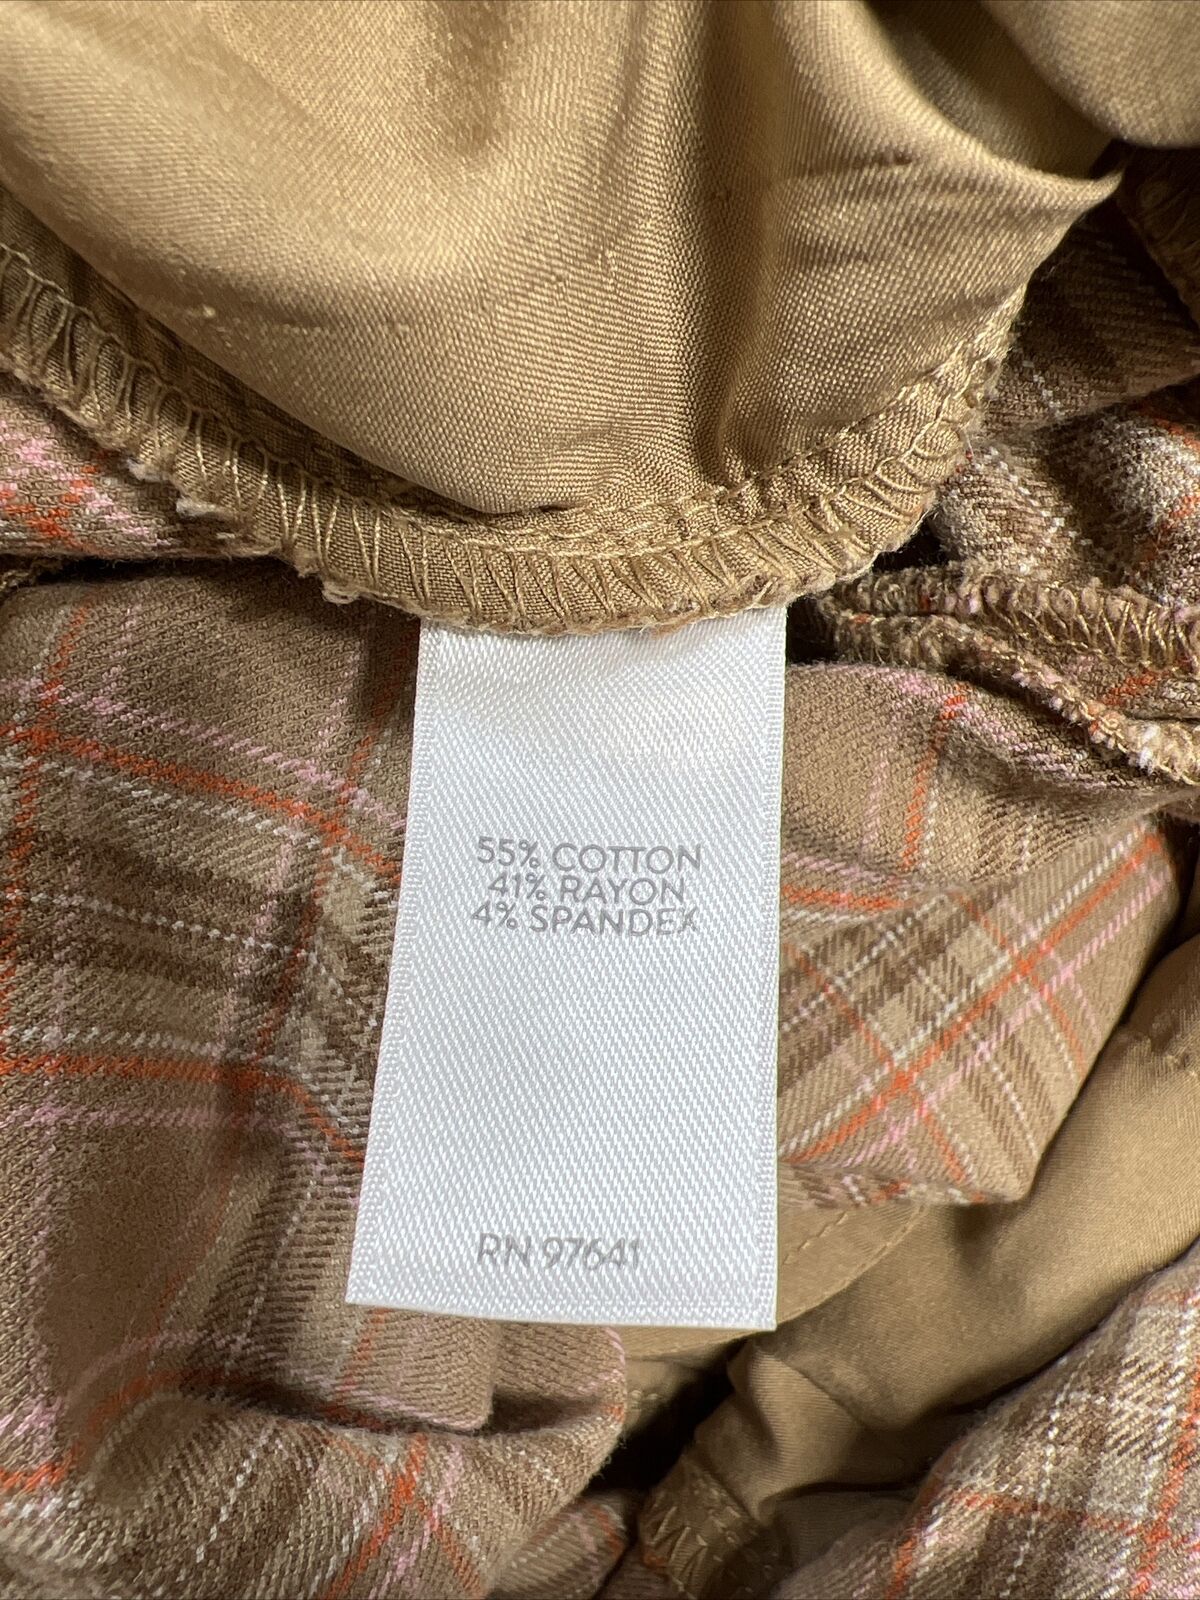 55% COTTON
41% RAYON
4% SPANDEX
RN 97641